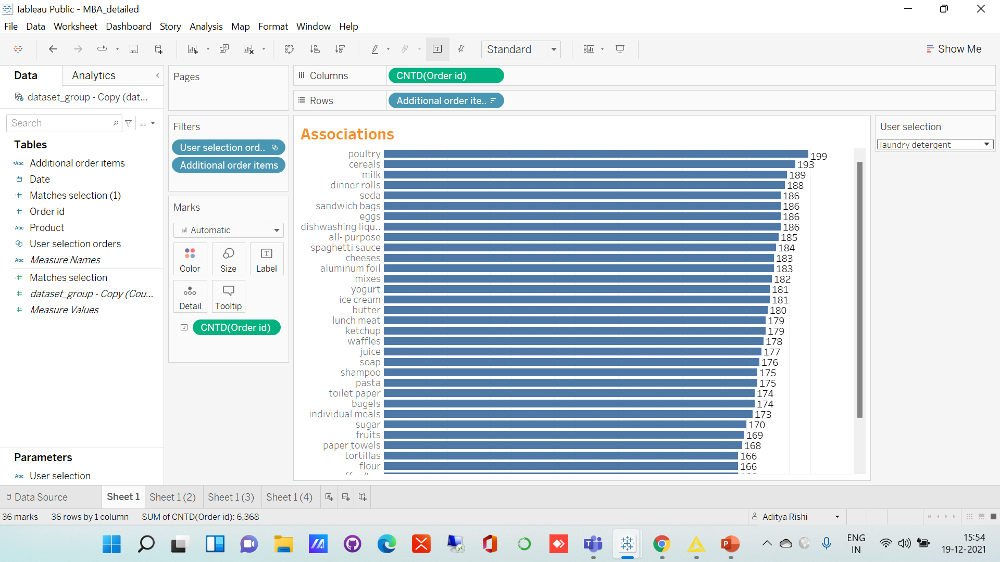 Tableau Public - MBA_detailed
File Data Worksheet Dashboard Story Analysis Map Format Window Help
Standard
Show Me
Data Analytics
dataset_group - Copy (dat...
Search
Tables
Additional order items
Date
Matches selection (1)
Order id
Abc Product
User selection orders
Abc Measure Names
Matches selection
dataset_group - Copy (Cou...
Measure Values
Parameters
Abc User selection
Pages
Filters
User selection ord..
Additional order items
Marks
Automatic
Color Size Label
Detail Tooltip
CNTD(Order id)
Columns CNTD(Order id)
Rows Additional order ite..
Associations
poultry 199
cereals 193
milk 189
dinner rolls 188
soda 186
sandwich bags 186
eggs 186
dishwashing liqu.. 186
all- purpose 185
spaghetti sauce 184
cheeses 183
aluminum foil 183
mixes 182
yogurt 181
ice cream 181
butter 180
lunch meat 179
ketchup 179
waffles 178
juice 177
soap 176
shampoo 175
pasta 175
toilet paper 174
bagels 174
individual meals 173
sugar 170
fruits 169
paper towels 168
tortillas 166
flour 166
User selection
laundry detergent
Data Source Sheet 1 Sheet 1 (2) Sheet 1 (3) Sheet 1 (4)
36 marks 36 rows by 1 column SUM of CNTD(Order id): 6,368
Aditya Rishi
ENG
IN
15:54
19-12-2021